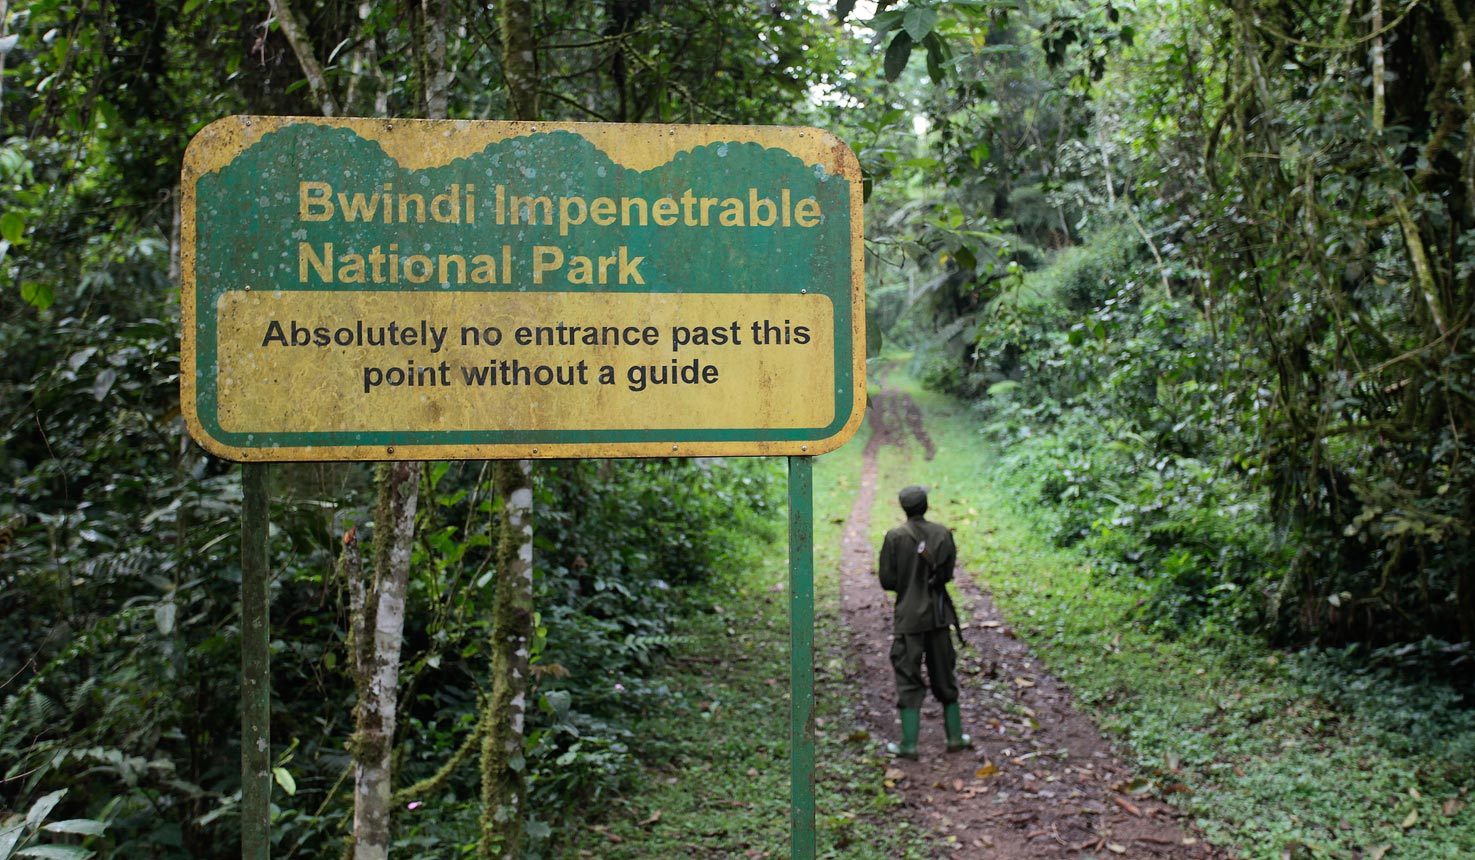 Bwindi Impenetrable
National Park
Absolutely no entrance past this
point without a guide